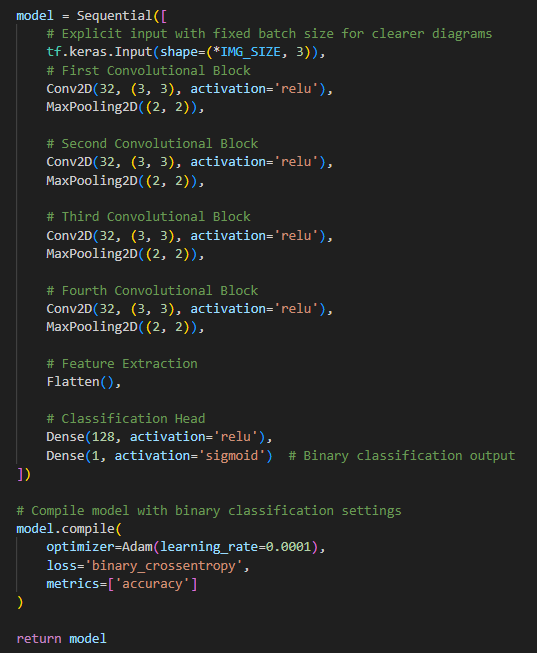 model = Sequential([
    # Explicit input with fixed batch size for clearer diagrams
    tf.keras.Input(shape=(*IMG_SIZE, 3)),
    # First Convolutional Block
    Conv2D(32, (3, 3), activation='relu'),
    MaxPooling2D((2, 2)),

    # Second Convolutional Block
    Conv2D(32, (3, 3), activation='relu'),
    MaxPooling2D((2, 2)),

    # Third Convolutional Block
    Conv2D(32, (3, 3), activation='relu'),
    MaxPooling2D((2, 2)),

    # Fourth Convolutional Block
    Conv2D(32, (3, 3), activation='relu'),
    MaxPooling2D((2, 2)),

    # Feature Extraction
    Flatten(),

    # Classification Head
    Dense(128, activation='relu'),
    Dense(1, activation='sigmoid')  # Binary classification output
])

# Compile model with binary classification settings
model.compile(
    optimizer=Adam(learning_rate=0.0001),
    loss='binary_crossentropy',
    metrics=['accuracy']
)

return model